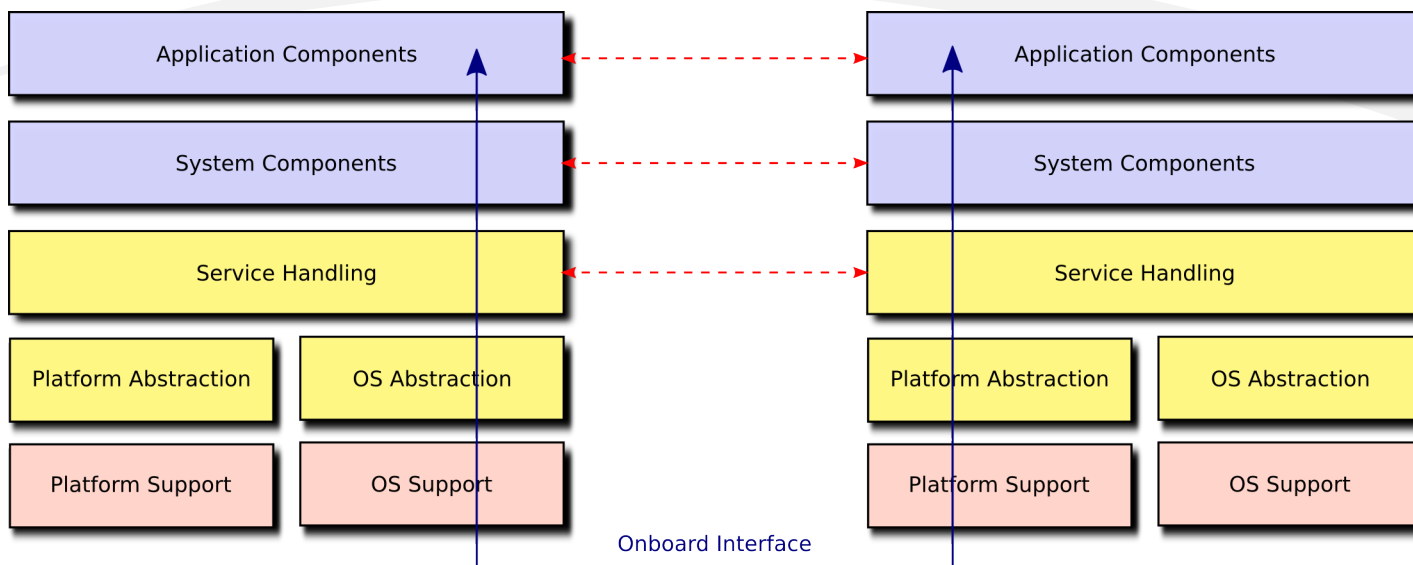 Application Components
Application Components
System Components
System Components
Service Handling
Service Handling
Platform Abstraction
OS Abstraction
Platform Abstraction
OS Abstraction
Platform Support
OS Support
Platform Support
OS Support
Onboard Interface